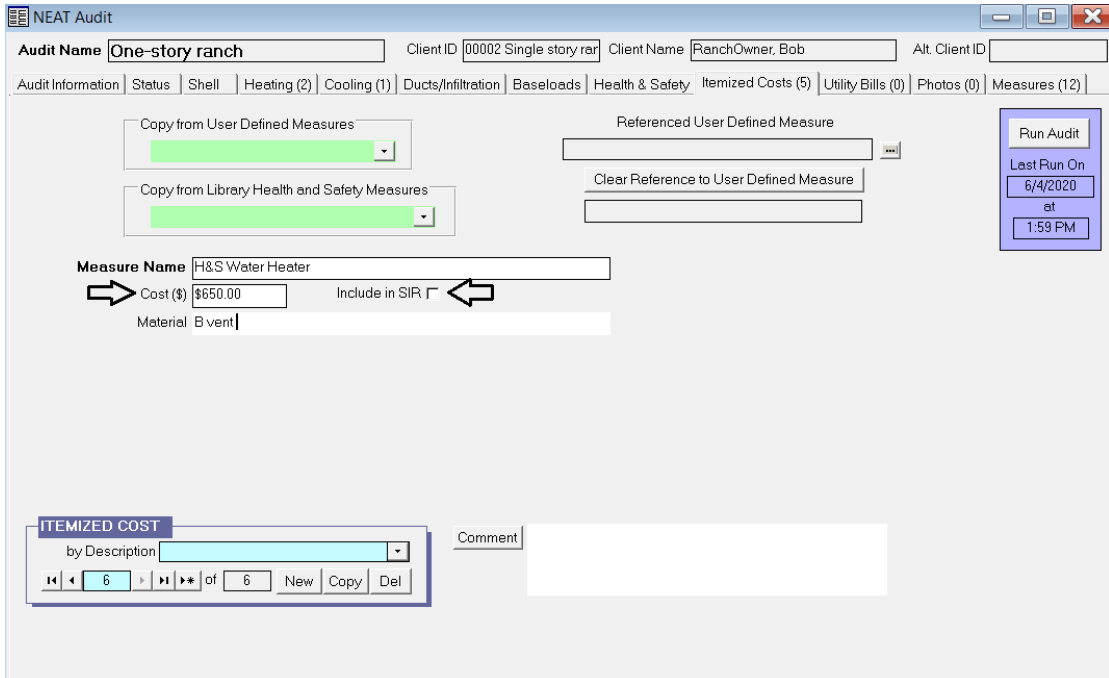 NEAT Audit
Audit Name One-story ranch Client ID 00002 Single story rar Client Name RanchOwner, Bob Alt. Client ID
Audit Information Status Shell Heating (2) Cooling (1) Ducts/Infiltration Baseloads Health & Safety Itemized Costs (5) Utility Bills (0) Photos (0) Measures (12)
Copy from User Defined Measures
Referenced User Defined Measure
...
Copy from Library Health and Safety Measures
Clear Reference to User Defined Measure
Run Audit
Last Run On
6/4/2020
at
1:59 PM
Measure Name H&S Water Heater
Cost ($) $650.00 Include in SIR
Material B vent
ITEMIZED COST
by Description
6 of 6 New Copy Del
Comment